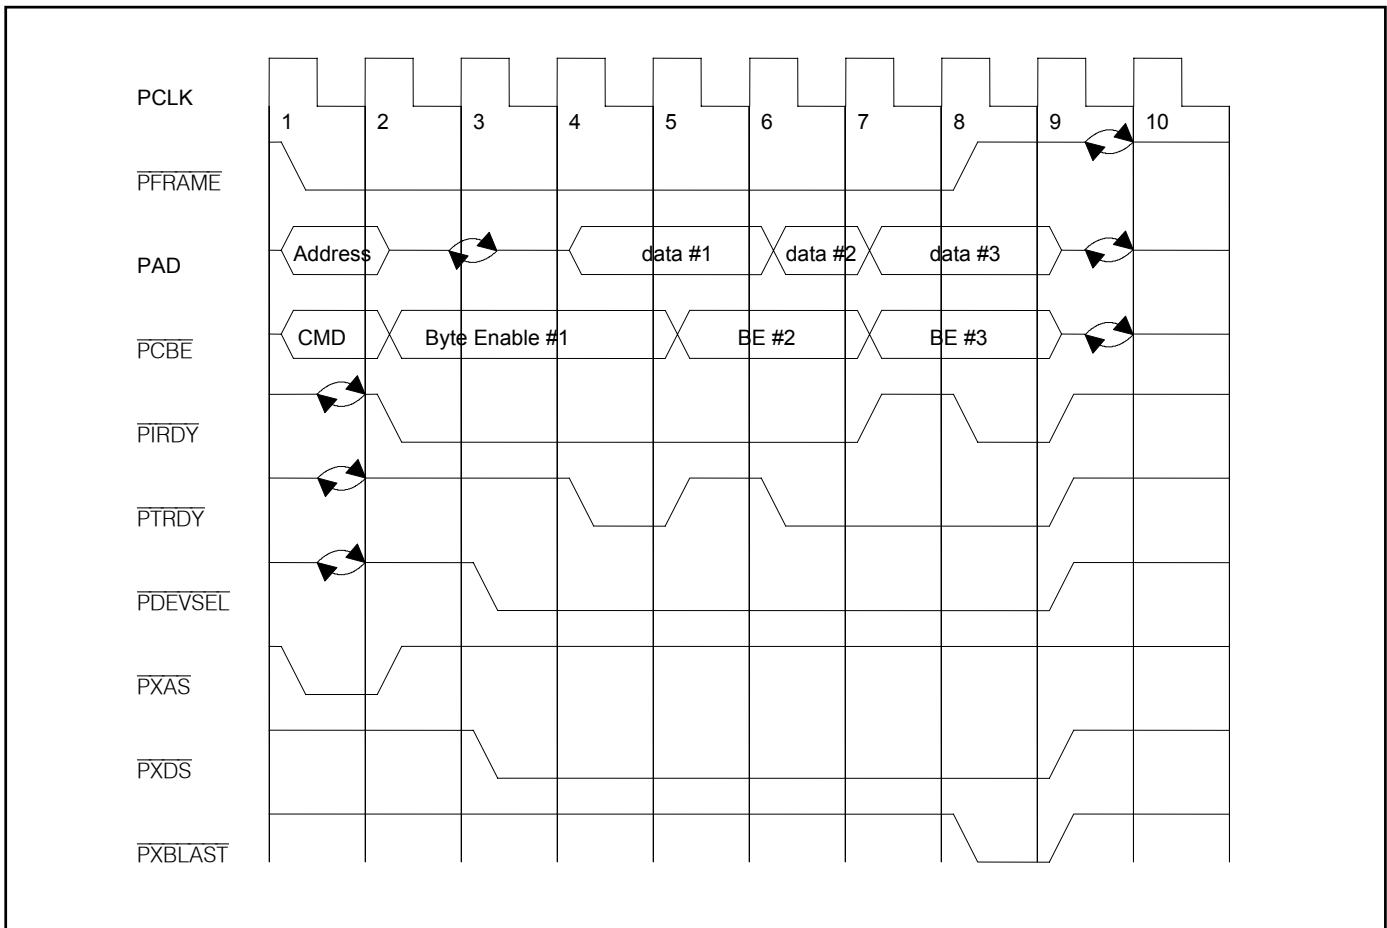 PCLK
1 2 3 4 5 6 7 8 9 10
PFRAME
PAD
Address data #1 data #2 data #3
PCBE
CMD Byte Enable #1 BE #2 BE #3
PIRDY
PTRDY
PDEVSEL
PXAS
PXDS
PXBLAST